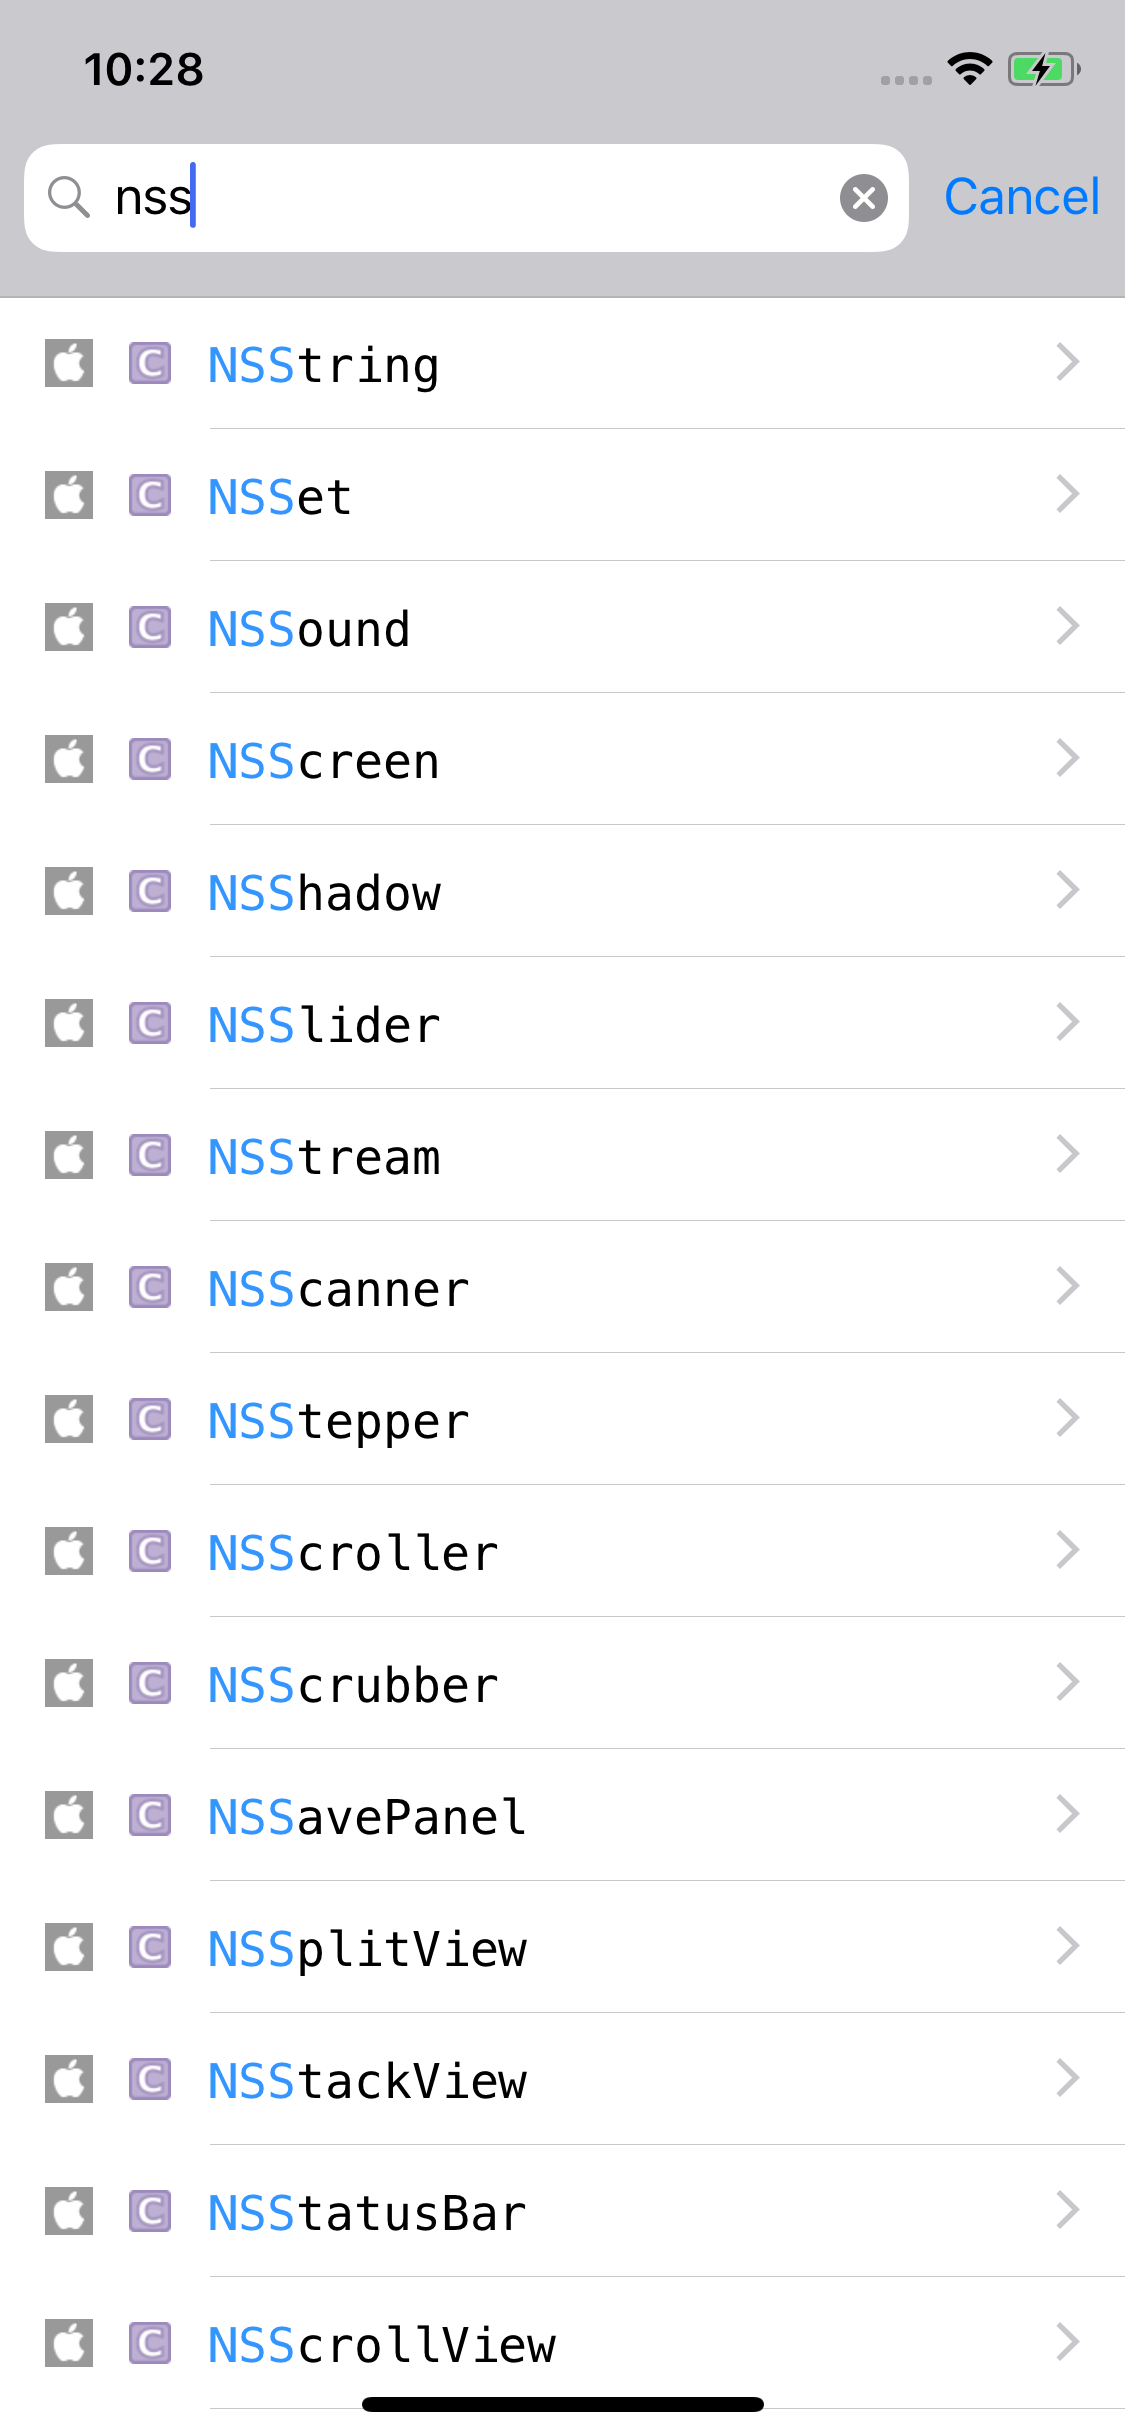 10:28
nss
Cancel
C NSString
C NSSet
C NSSound
C NSScreen
C NSShadow
C NSSlider
C NSStream
C NSScanner
C NSStepper
C NSScroller
C NSScrubber
C NSSavePanel
C NSSplitView
C NSStackView
C NSStatusBar
C NSScrollView